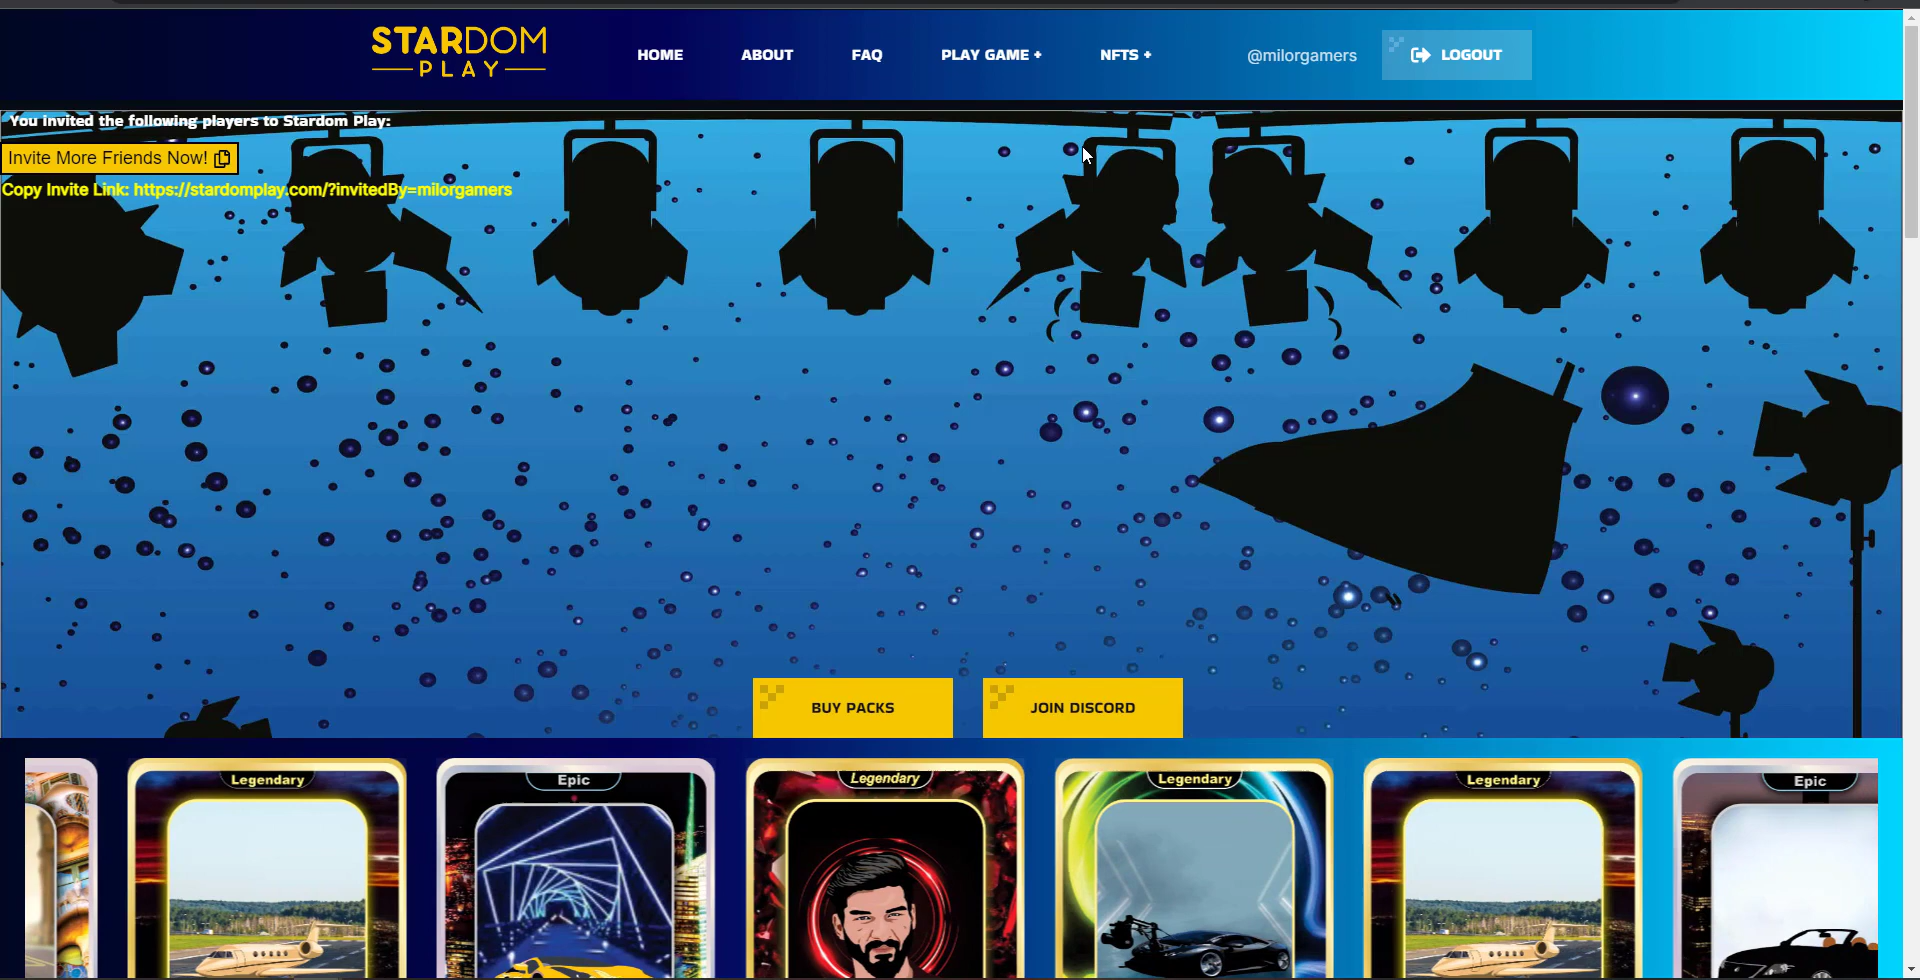 STARDOM
PLAY
HOME
ABOUT
FAQ
PLAY GAME +
NFTS +
@milorgamers
LOGOUT
You invited the following players to Stardom Play:
Invite More Friends Now!
Copy Invite Link: https://stardomplay.com/?invitedBy=milorgamers
BUY PACKS
JOIN DISCORD
Legendary
Epic
Legendary
Legendary
Legendary
Epic